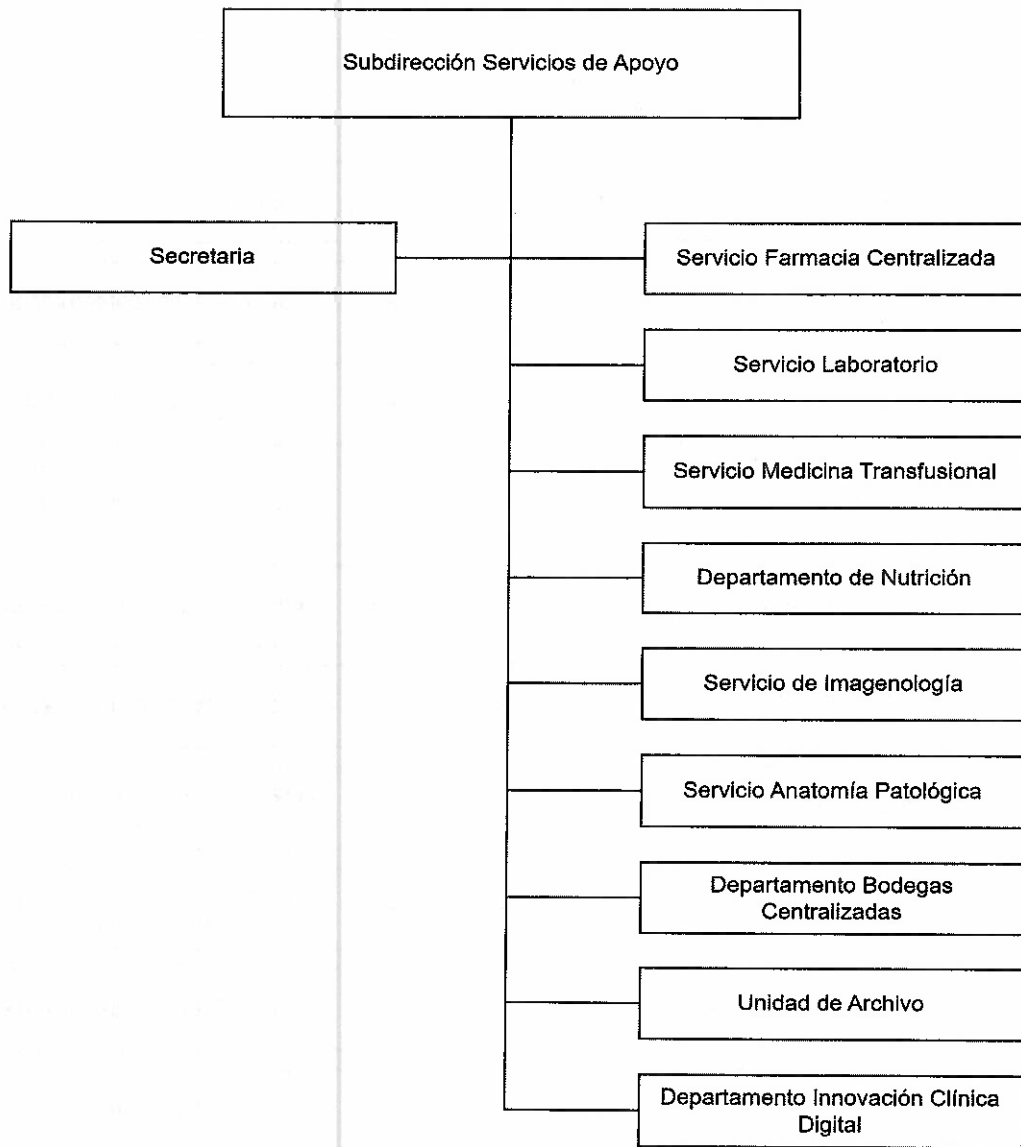 Subdirección Servicios de Apoyo
Secretaria
Servicio Farmacia Centralizada
Servicio Laboratorio
Servicio Medicina Transfusional
Departamento de Nutrición
Servicio de Imagenología
Servicio Anatomía Patológica
Departamento Bodegas
Centralizadas
Unidad de Archivo
Departamento Innovación Clínica
Digital